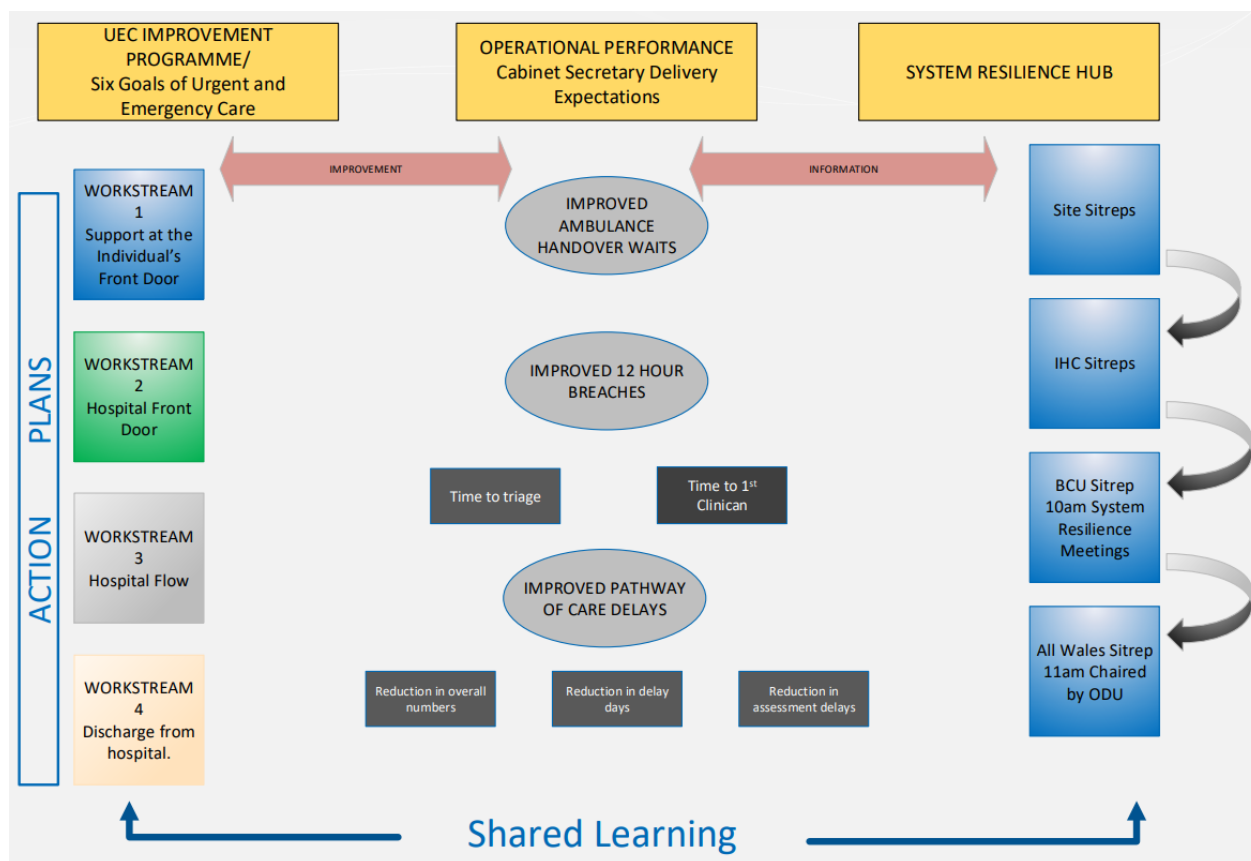 UEC IMPROVEMENT
PROGRAMME/
Six Goals of Urgent and
Emergency Care
OPERATIONAL PERFORMANCE
Cabinet Secretary Delivery
Expectations
SYSTEM RESILIENCE HUB
IMPROVEMENT
INFORMATION
ACTION PLANS
WORKSTREAM
1
Support at the
Individual’s
Front Door
WORKSTREAM
2
Hospital Front
Door
WORKSTREAM
3
Hospital Flow
WORKSTREAM
4
Discharge from
hospital.
IMPROVED
AMBULANCE
HANDOVER WAITS
IMPROVED 12 HOUR
BREACHES
Time to triage
Time to 1st
Clinican
IMPROVED PATHWAY
OF CARE DELAYS
Reduction in overall
numbers
Reduction in delay
days
Reduction in
assessment delays
Site Sitreps
IHC Sitreps
BCU Sitrep
10am System
Resilience
Meetings
All Wales Sitrep
11am Chaired
by ODU
Shared Learning